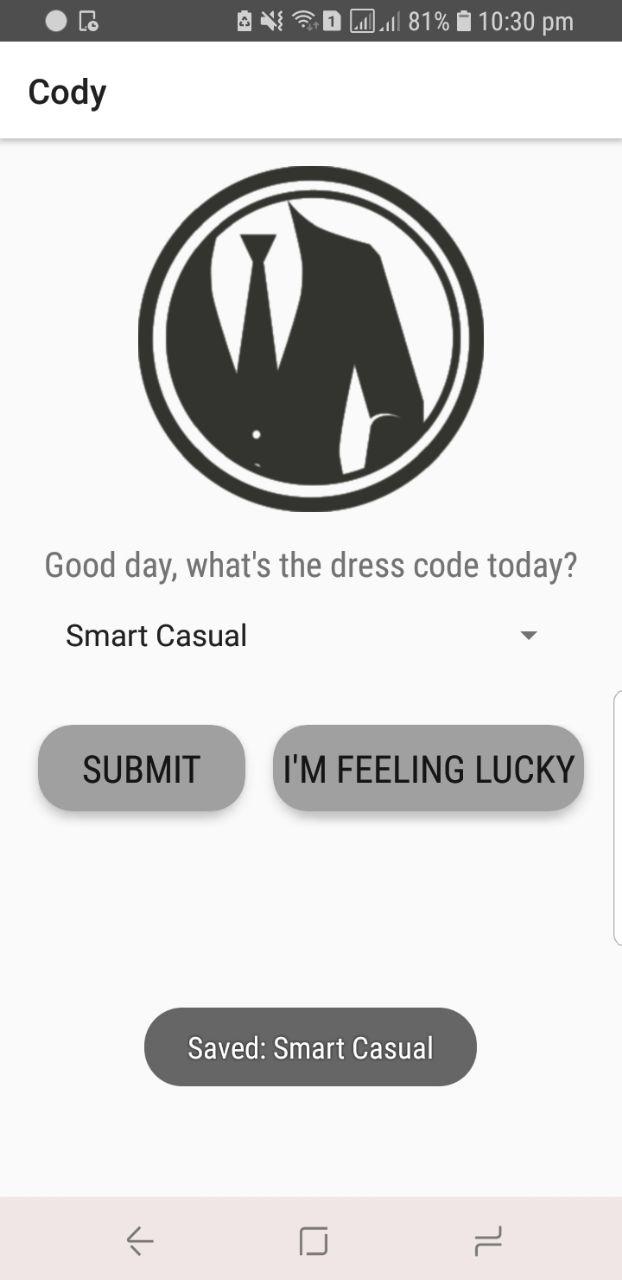 1 81% 10:30 pm
Cody
Good day, what's the dress code today?
Smart Casual
SUBMIT I'M FEELING LUCKY
Saved: Smart Casual